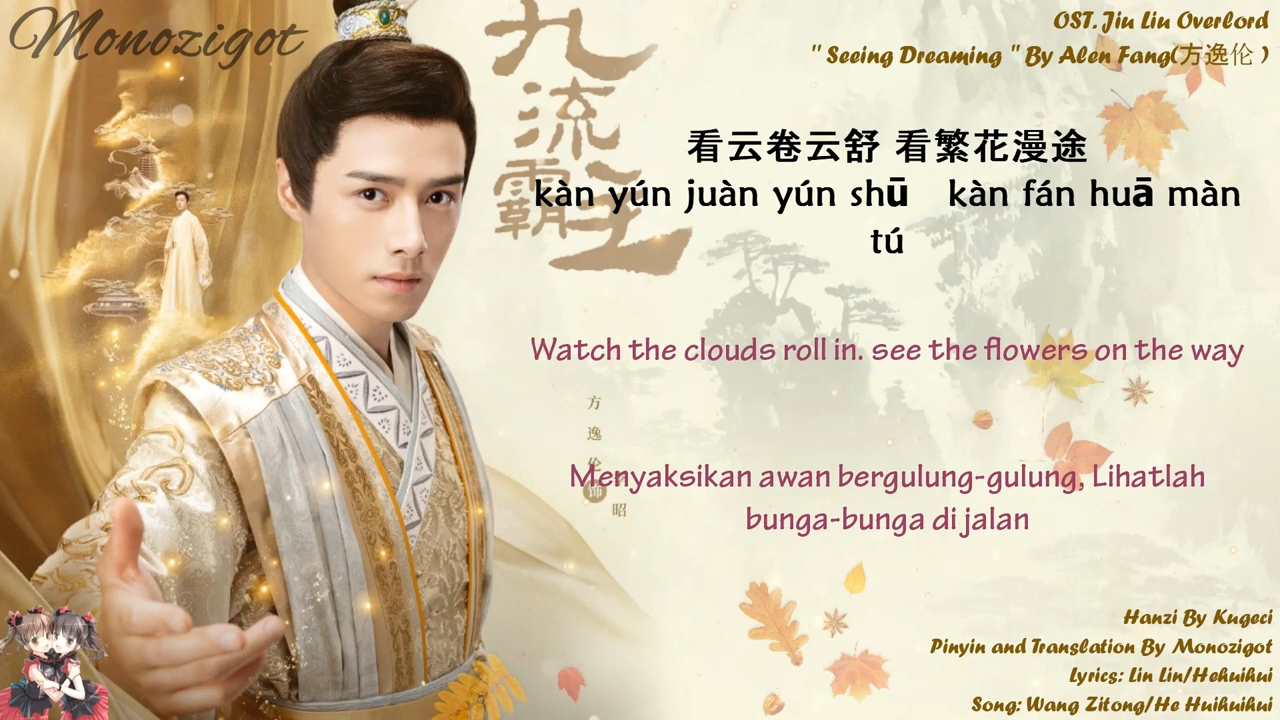 Monozigot
OST. Jiu Liu Overlord
" Seeing Dreaming " By Alen Fang(方逸伦 )
九流霸主
看云卷云舒 看繁花漫途
kàn yún juàn yún shū kàn fán huā màn
tú
Watch the clouds roll in. see the flowers on the way
方逸伦 饰
昭
Menyaksikan awan bergulung-gulung, Lihatlah
bunga-bunga di jalan
Hanzi By Kugeci
Pinyin and Translation By Monozigot
Lyrics: Lin Lin/Hehuihui
Song: Wang Zitong/He Huihuihui